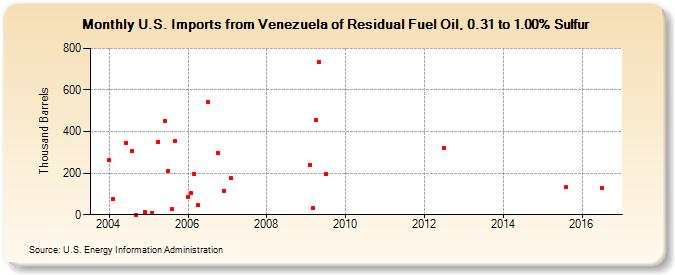 Monthly U.S. Imports from Venezuela of Residual Fuel Oil, 0.31 to 1.00% Sulfur
Thousand Barrels
800
600
400
200
0
2004 2006 2008 2010 2012 2014 2016
Source: U.S. Energy Information Administration